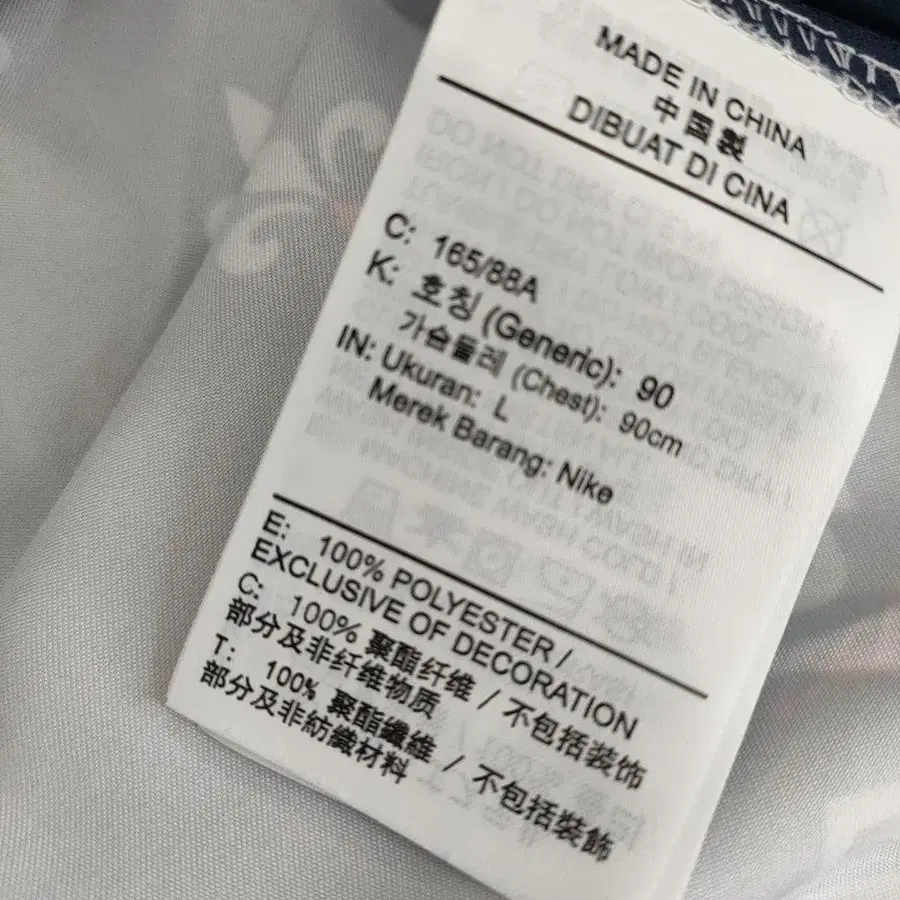 MADE IN CHINA
中国製
DIBUAT DI CINA
C: 165/88A
K: 호칭 (Generic): 90
가슴둘레 (Chest): 90cm
IN: Ukuran: L
Merek Barang: Nike
E: 100% POLYESTER /
EXCLUSIVE OF DECORATION
C: 100% 聚酯纤维 / 不包括装饰
部分及非纤维物质
T: 100% 聚酯纖維 / 不包括裝飾
部分及非紡織材料